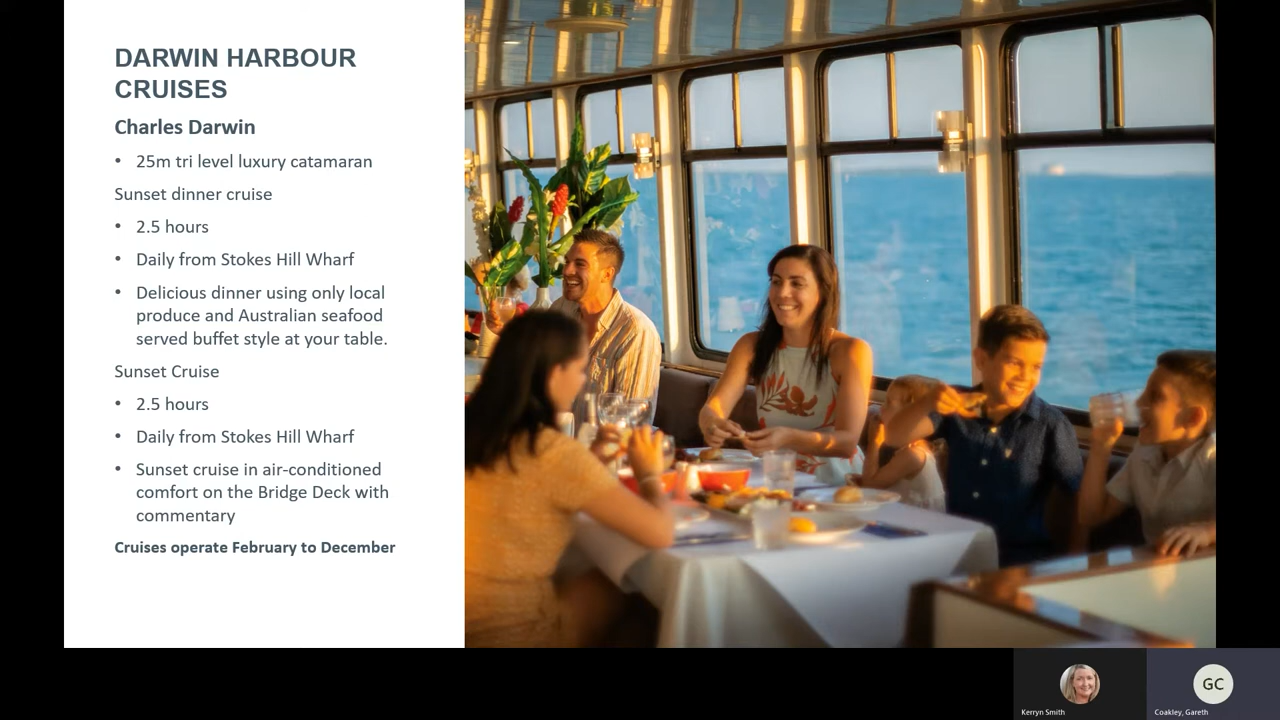 DARWIN HARBOUR
CRUISES
Charles Darwin
• 25m tri level luxury catamaran
Sunset dinner cruise
• 2.5 hours
• Daily from Stokes Hill Wharf
• Delicious dinner using only local
produce and Australian seafood
served buffet style at your table.
Sunset Cruise
• 2.5 hours
• Daily from Stokes Hill Wharf
• Sunset cruise in air-conditioned
comfort on the Bridge Deck with
commentary
Cruises operate February to December
GC
Kerryn Smith
Coakley, Gareth